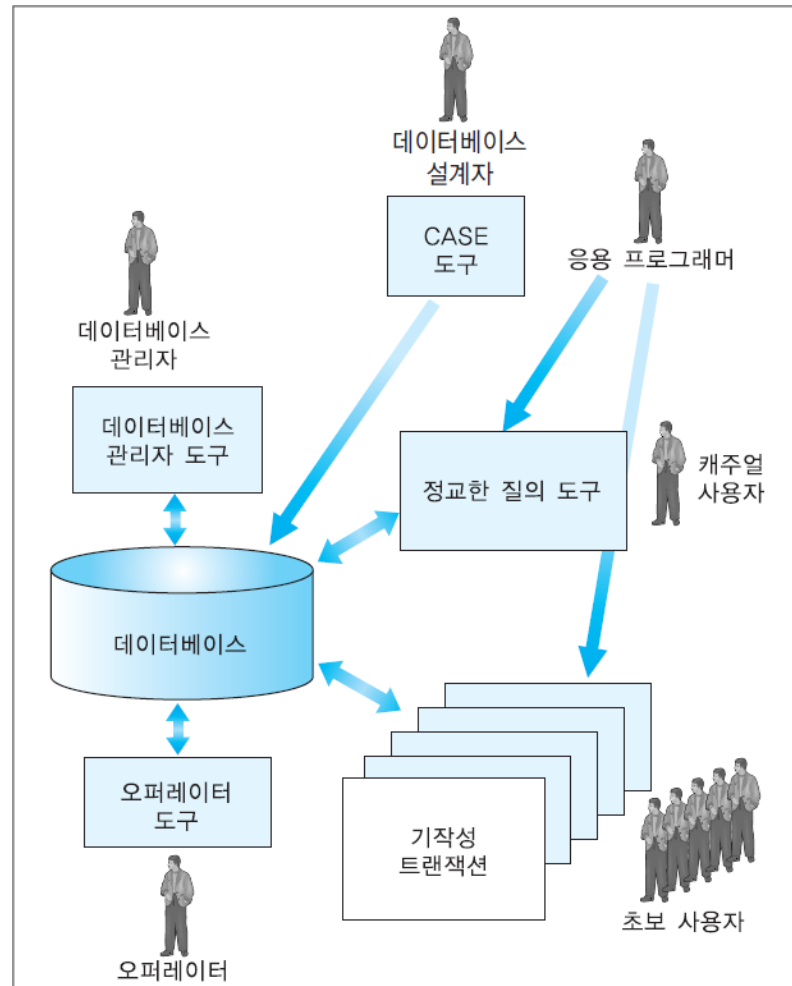 데이터베이스
설계자
CASE
도구
응용 프로그래머
데이터베이스
관리자
데이터베이스
관리자 도구
정교한 질의 도구
캐주얼
사용자
데이터베이스
오퍼레이터
도구
기작성
트랜잭션
초보 사용자
오퍼레이터